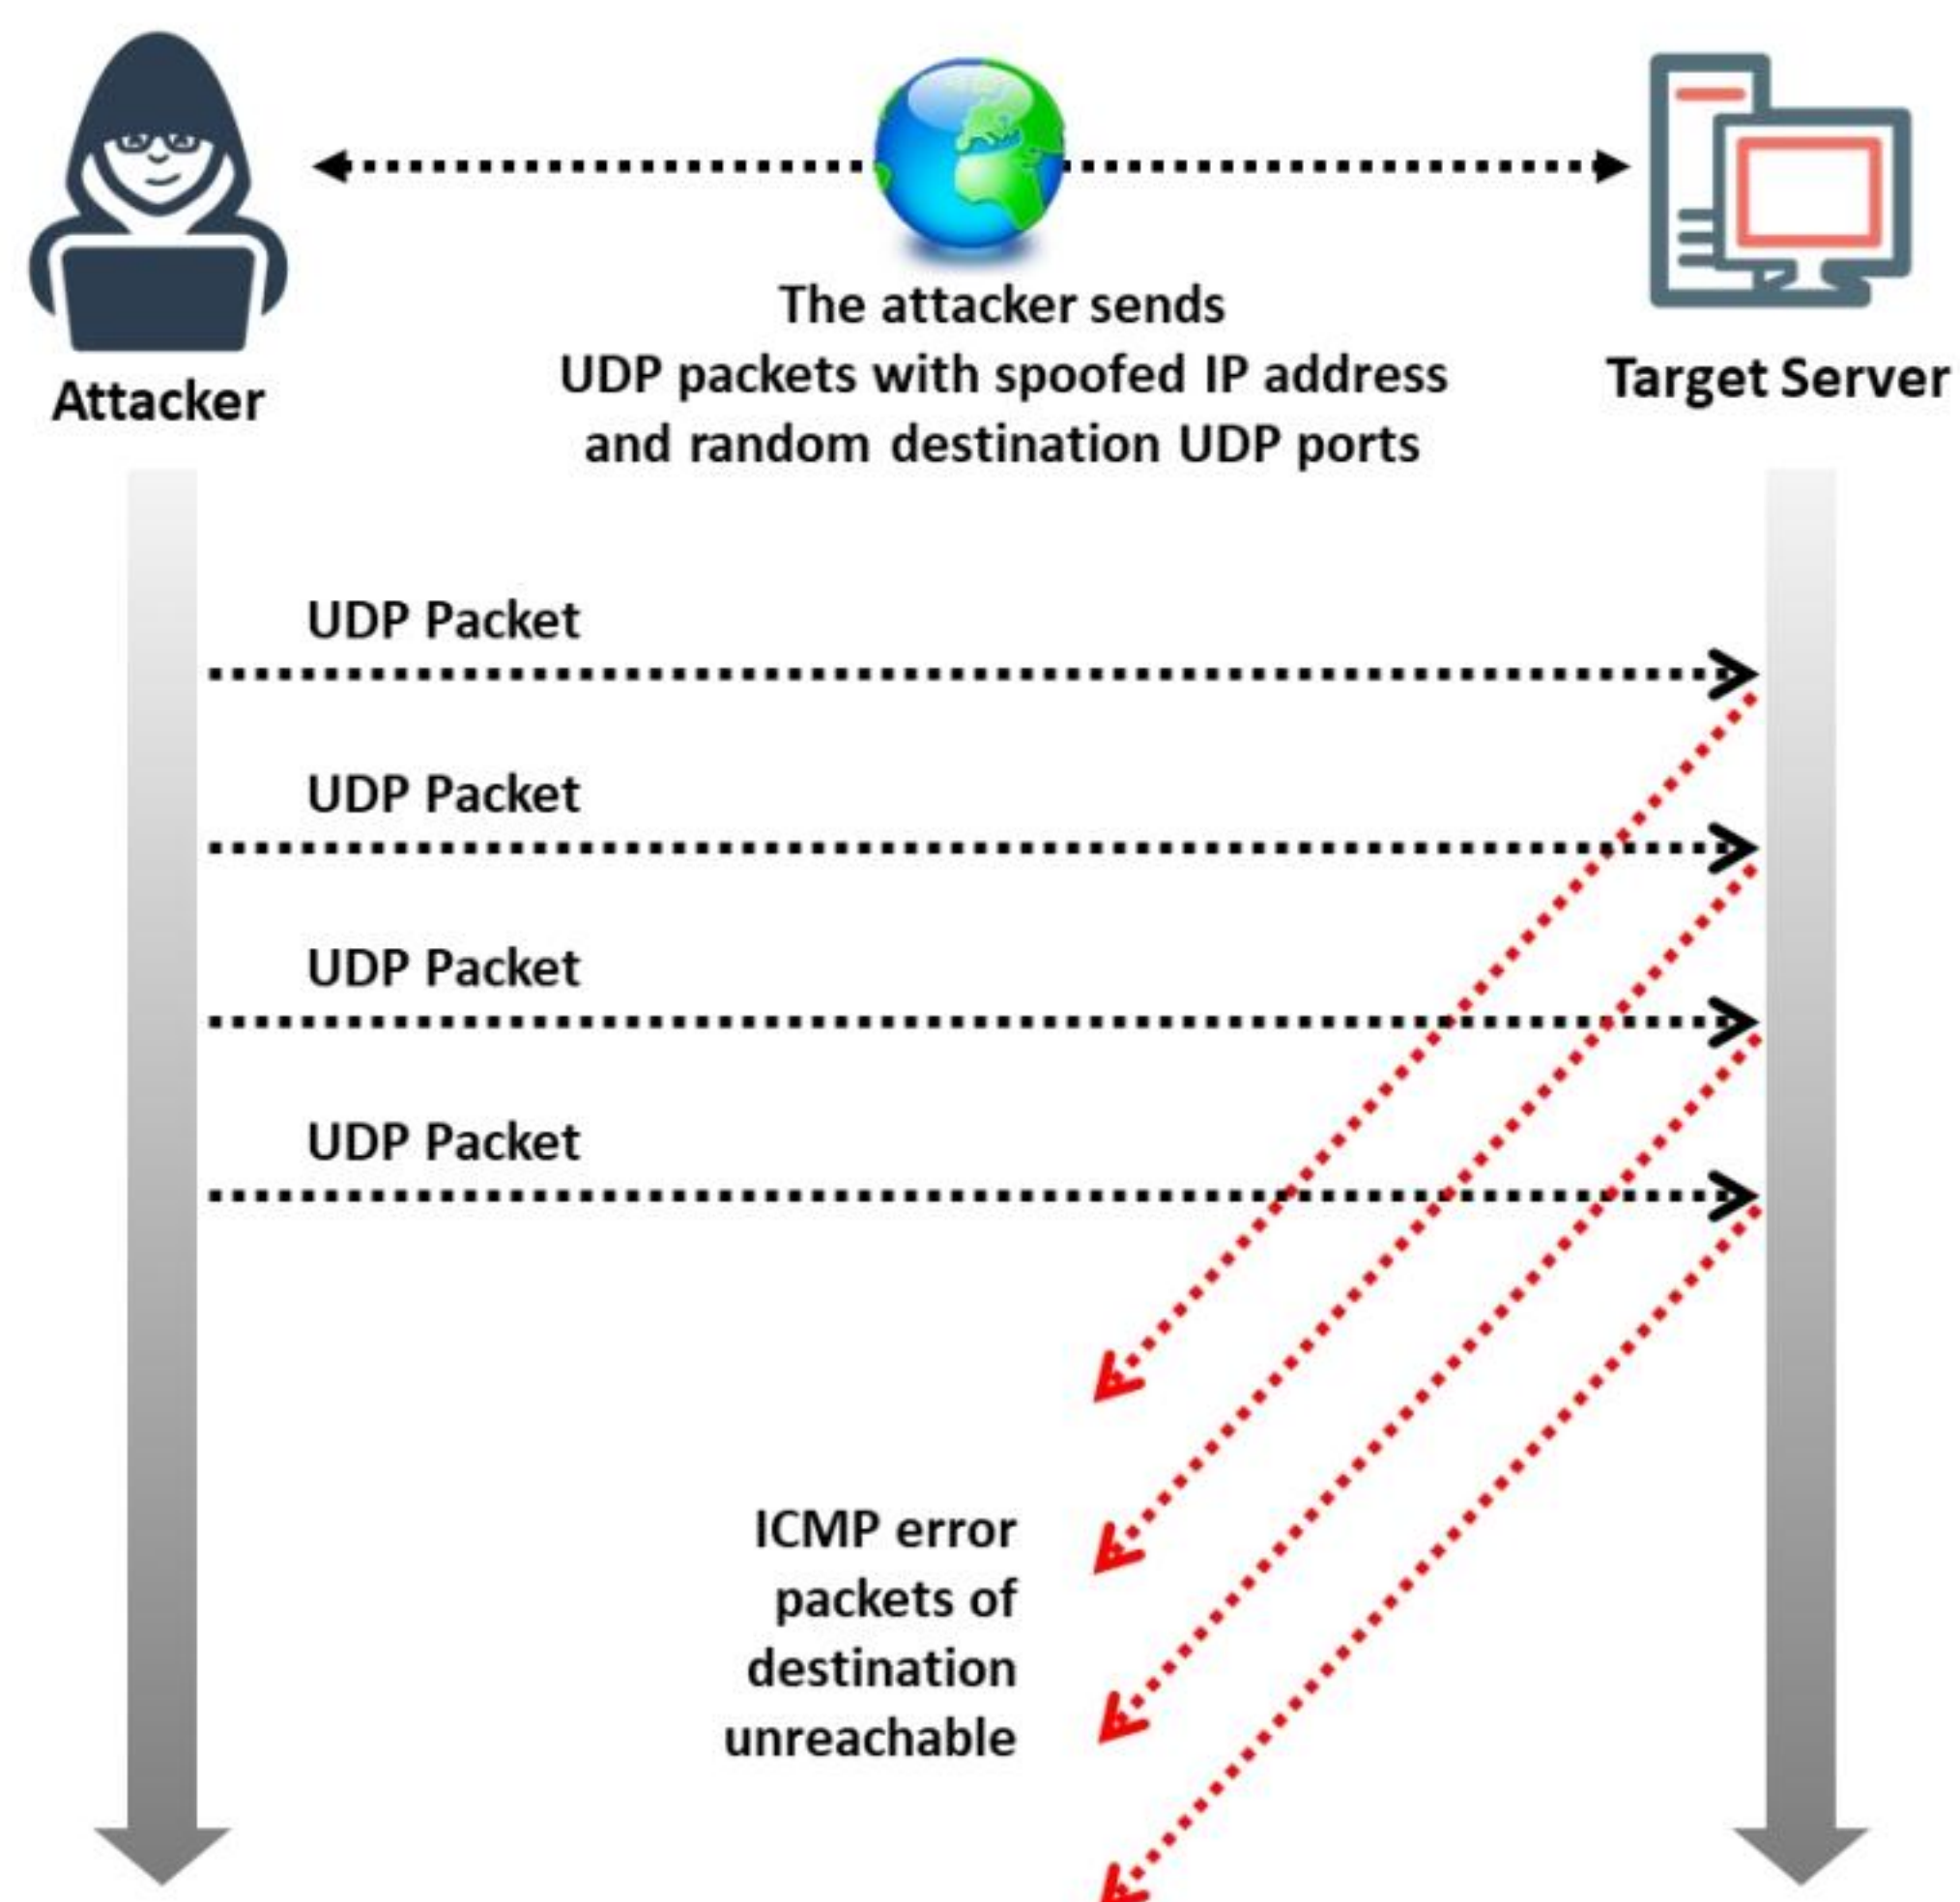 The attacker sends
UDP packets with spoofed IP address
and random destination UDP ports
Attacker
Target Server
UDP Packet
UDP Packet
UDP Packet
UDP Packet
ICMP error
packets of
destination
unreachable